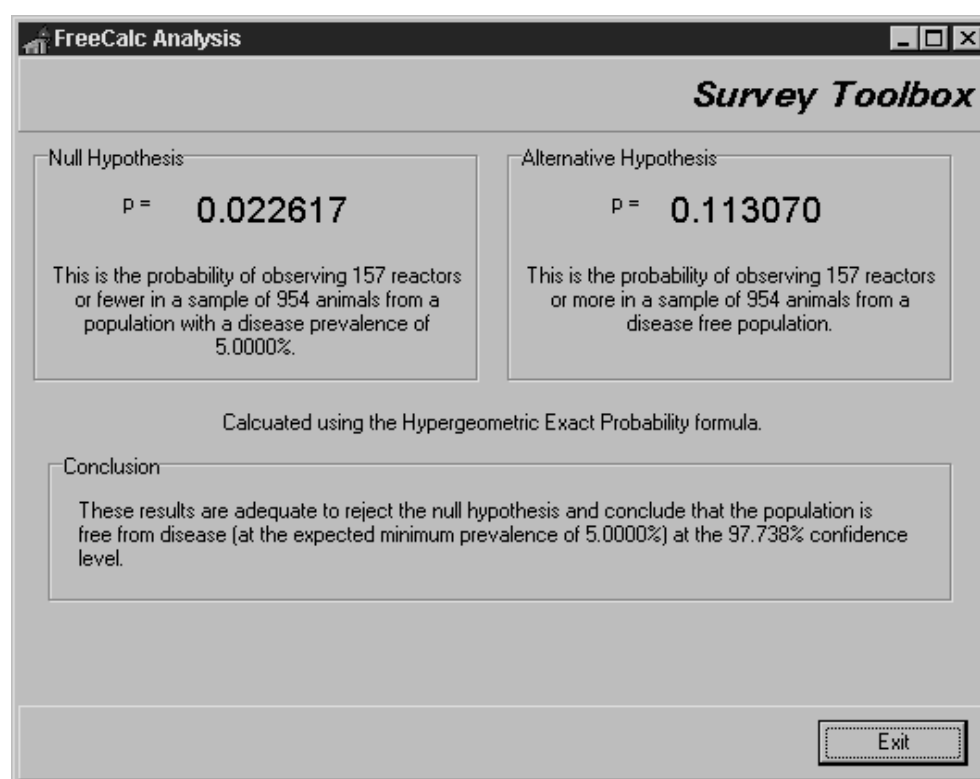 FreeCalc Analysis
Survey Toolbox
Null Hypothesis
p = 0.022617
This is the probability of observing 157 reactors
or fewer in a sample of 954 animals from a
population with a disease prevalence of
5.0000%.
Alternative Hypothesis
p = 0.113070
This is the probability of observing 157 reactors
or more in a sample of 954 animals from a
disease free population.
Calcuated using the Hypergeometric Exact Probability formula.
Conclusion
These results are adequate to reject the null hypothesis and conclude that the population is
free from disease (at the expected minimum prevalence of 5.0000%) at the 97.738% confidence
level.
Exit